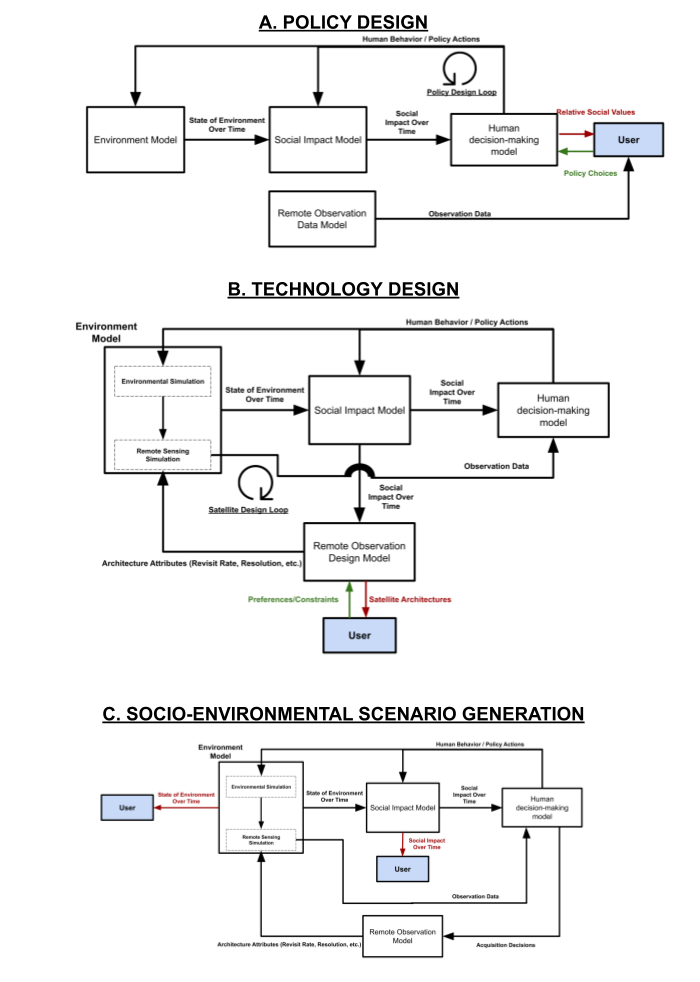 A. POLICY DESIGN
Human Behavior / Policy Actions
Policy Design Loop
State of Environment
Over Time
Social
Impact Over
Time
Relative Social Values
Environment Model
Social Impact Model
Human
decision-making
model
User
Policy Choices
Remote Observation
Data Model
Observation Data
B. TECHNOLOGY DESIGN
Environment
Model
Human Behavior / Policy Actions
Environmental Simulation
State of Environment
Over Time
Social Impact Model
Social
Impact Over
Time
Human
decision-making
model
Remote Sensing
Simulation
Observation Data
Satellite Design Loop
Social
Impact Over
Time
Remote Observation
Design Model
Architecture Attributes (Revisit Rate, Resolution, etc.)
Preferences/Constraints
Satellite Architectures
User
C. SOCIO-ENVIRONMENTAL SCENARIO GENERATION
Environment
Model
Human Behavior / Policy Actions
User
State of Environment
Over Time
Environmental Simulation
State of Environment
Over Time
Social Impact Model
Social
Impact Over
Time
Human
decision-making
model
Remote Sensing
Simulation
Social Impact
Over Time
User
Observation Data
Remote Observation
Model
Architecture Attributes (Revisit Rate, Resolution, etc.)
Acquisition Decisions